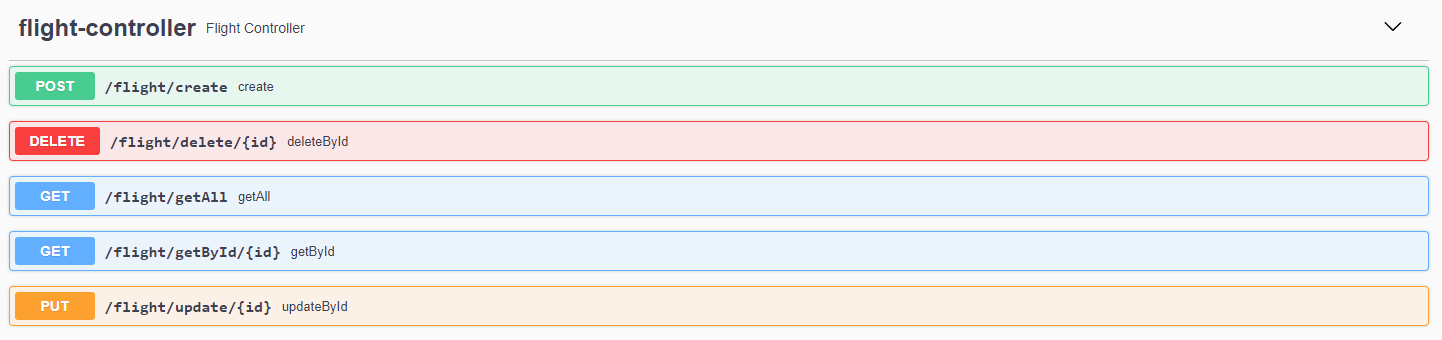 flight-controller Flight Controller
POST /flight/create create
DELETE /flight/delete/{id} deleteById
GET /flight/getAll getAll
GET /flight/getById/{id} getById
PUT /flight/update/{id} updateById